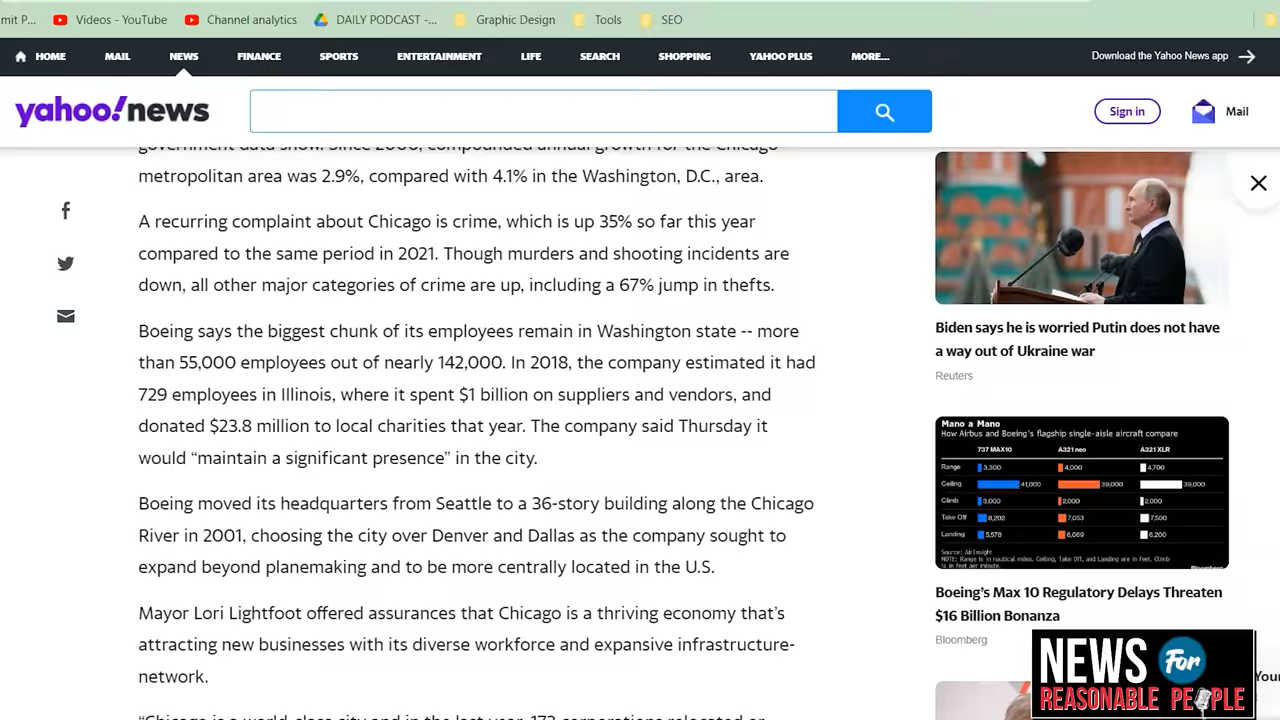 mit P...
Videos - YouTube
Channel analytics
DAILY PODCAST -...
Graphic Design
Tools
SEO
HOME
MAIL
NEWS
FINANCE
SPORTS
ENTERTAINMENT
LIFE
SEARCH
SHOPPING
YAHOO PLUS
MORE...
Download the Yahoo News app
yahoo!news
Sign in
Mail
government data show. Since 2000, compounded annual growth for the Chicago
metropolitan area was 2.9%, compared with 4.1% in the Washington, D.C., area.
A recurring complaint about Chicago is crime, which is up 35% so far this year
compared to the same period in 2021. Though murders and shooting incidents are
down, all other major categories of crime are up, including a 67% jump in thefts.
Boeing says the biggest chunk of its employees remain in Washington state -- more
than 55,000 employees out of nearly 142,000. In 2018, the company estimated it had
729 employees in Illinois, where it spent $1 billion on suppliers and vendors, and
donated $23.8 million to local charities that year. The company said Thursday it
would “maintain a significant presence” in the city.
Boeing moved its headquarters from Seattle to a 36-story building along the Chicago
River in 2001, choosing the city over Denver and Dallas as the company sought to
expand beyond planemaking and to be more centrally located in the U.S.
Mayor Lori Lightfoot offered assurances that Chicago is a thriving economy that’s
attracting new businesses with its diverse workforce and expansive infrastructure-
network.
“Chicago is a world-class city and in the last year, 173 corporations relocated or
Biden says he is worried Putin does not have
a way out of Ukraine war
Reuters
Mano a Mano
How Airbus and Boeing's flagship single-aisle aircraft compare
737 MAX10 A321neo A321 XLR
Range 3,300 4,000 4,700
Ceiling 41,000 39,000 39,000
Climb 3,000 2,000 2,000
Take Off 8,202 7,053 7,500
Landing 5,578 6,069 6,200
Source: AirInsight
NOTE: Range is in nautical miles. Ceiling, Take Off, and Landing are in feet. Climb
is in feet per minute.
Bloomberg
Boeing’s Max 10 Regulatory Delays Threaten
$16 Billion Bonanza
Bloomberg
NEWS For
REASONABLE PEOPLE